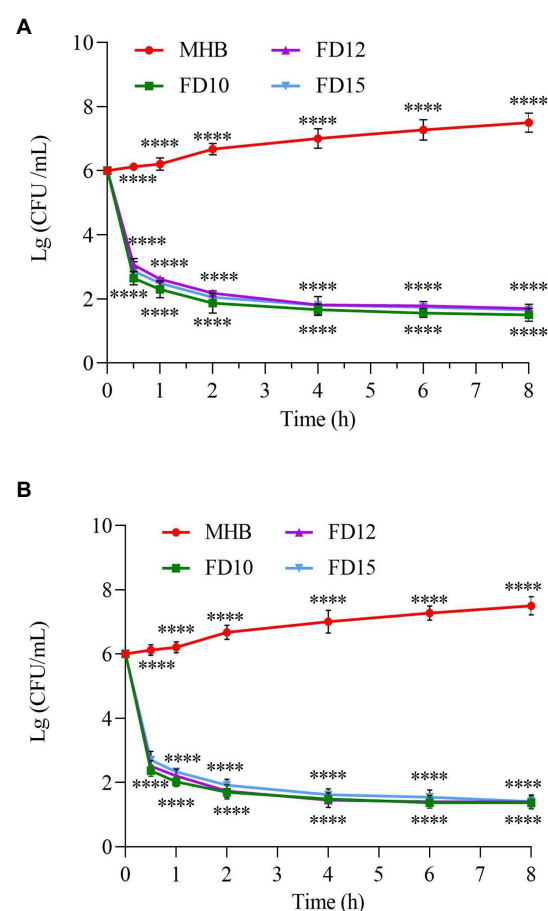 A
MHB FD12
FD10 FD15
Lg (CFU /mL)
10
8
6
4
2
0
**** **** **** **** **** **** ****
**** **** **** **** **** ****
**** **** **** **** **** ****
0 1 2 3 4 5 6 7 8
Time (h)
B
MHB FD12
FD10 FD15
Lg (CFU/mL)
10
8
6
4
2
0
**** **** **** **** **** ****
**** **** **** **** ****
**** **** **** **** **** ****
0 1 2 3 4 5 6 7 8
Time (h)